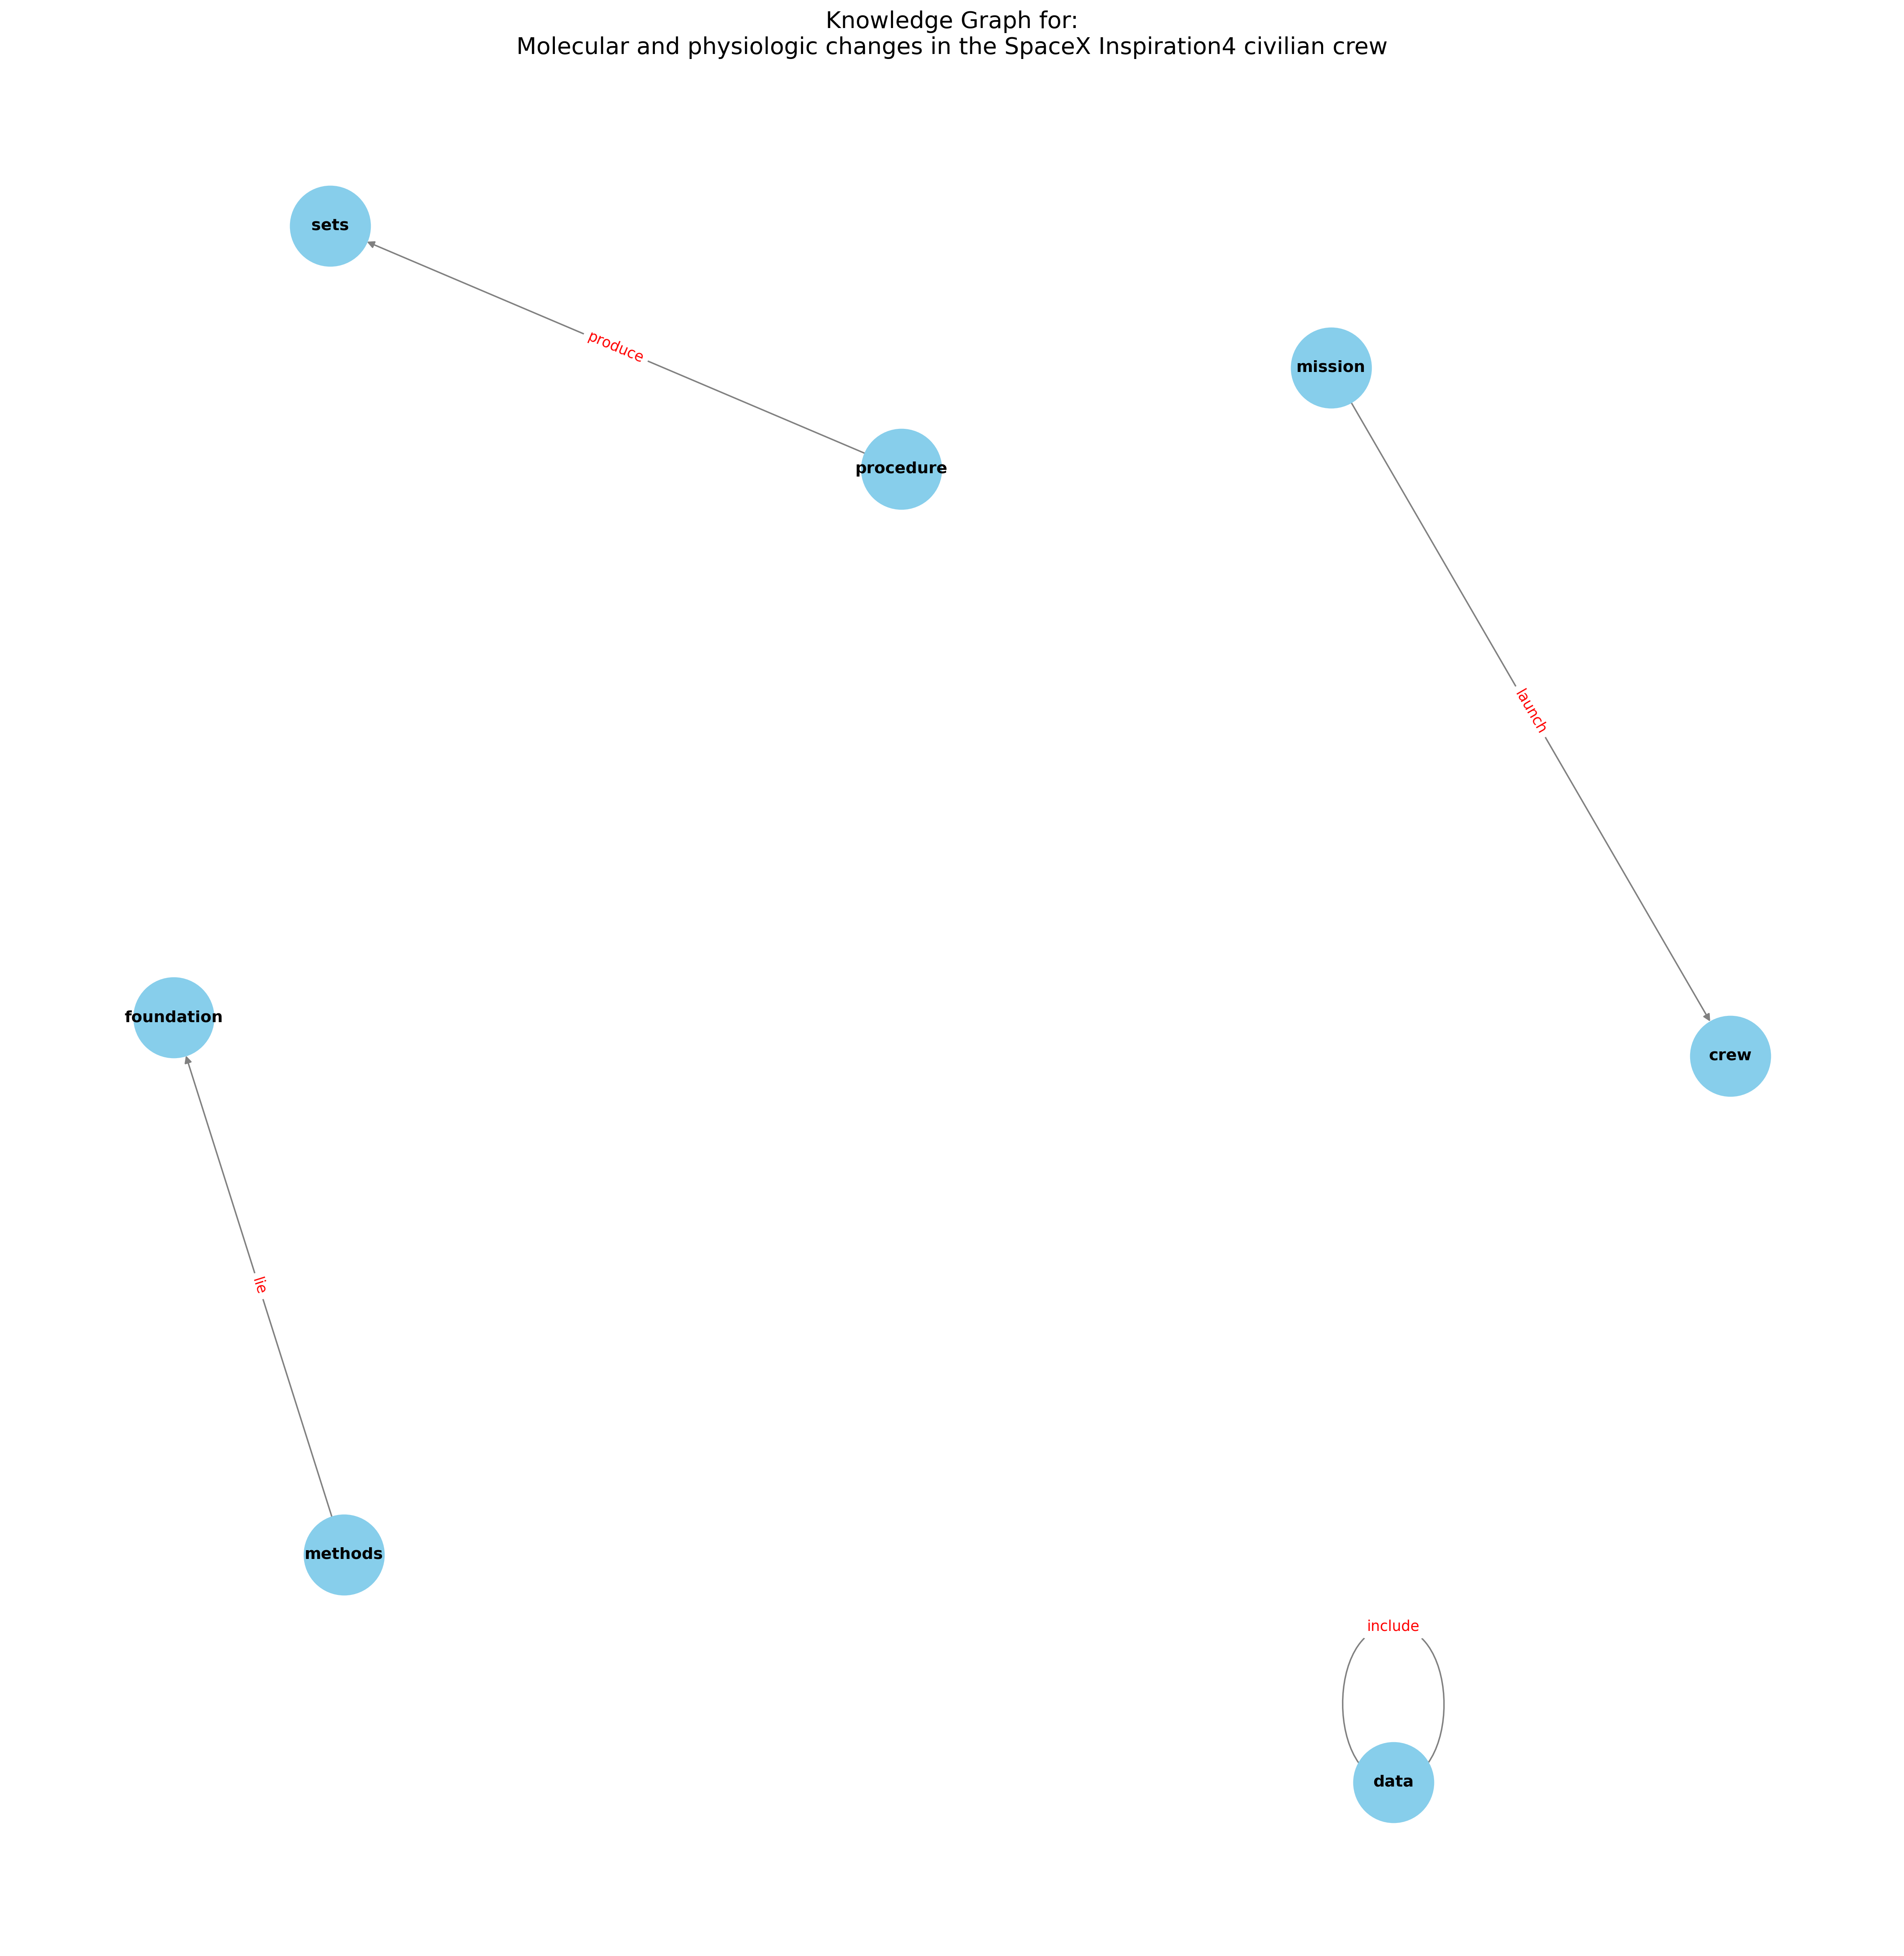 Knowledge Graph for:
Molecular and physiologic changes in the SpaceX Inspiration4 civilian crew
sets
produce
mission
procedure
launch
foundation
crew
lie
methods
include
data